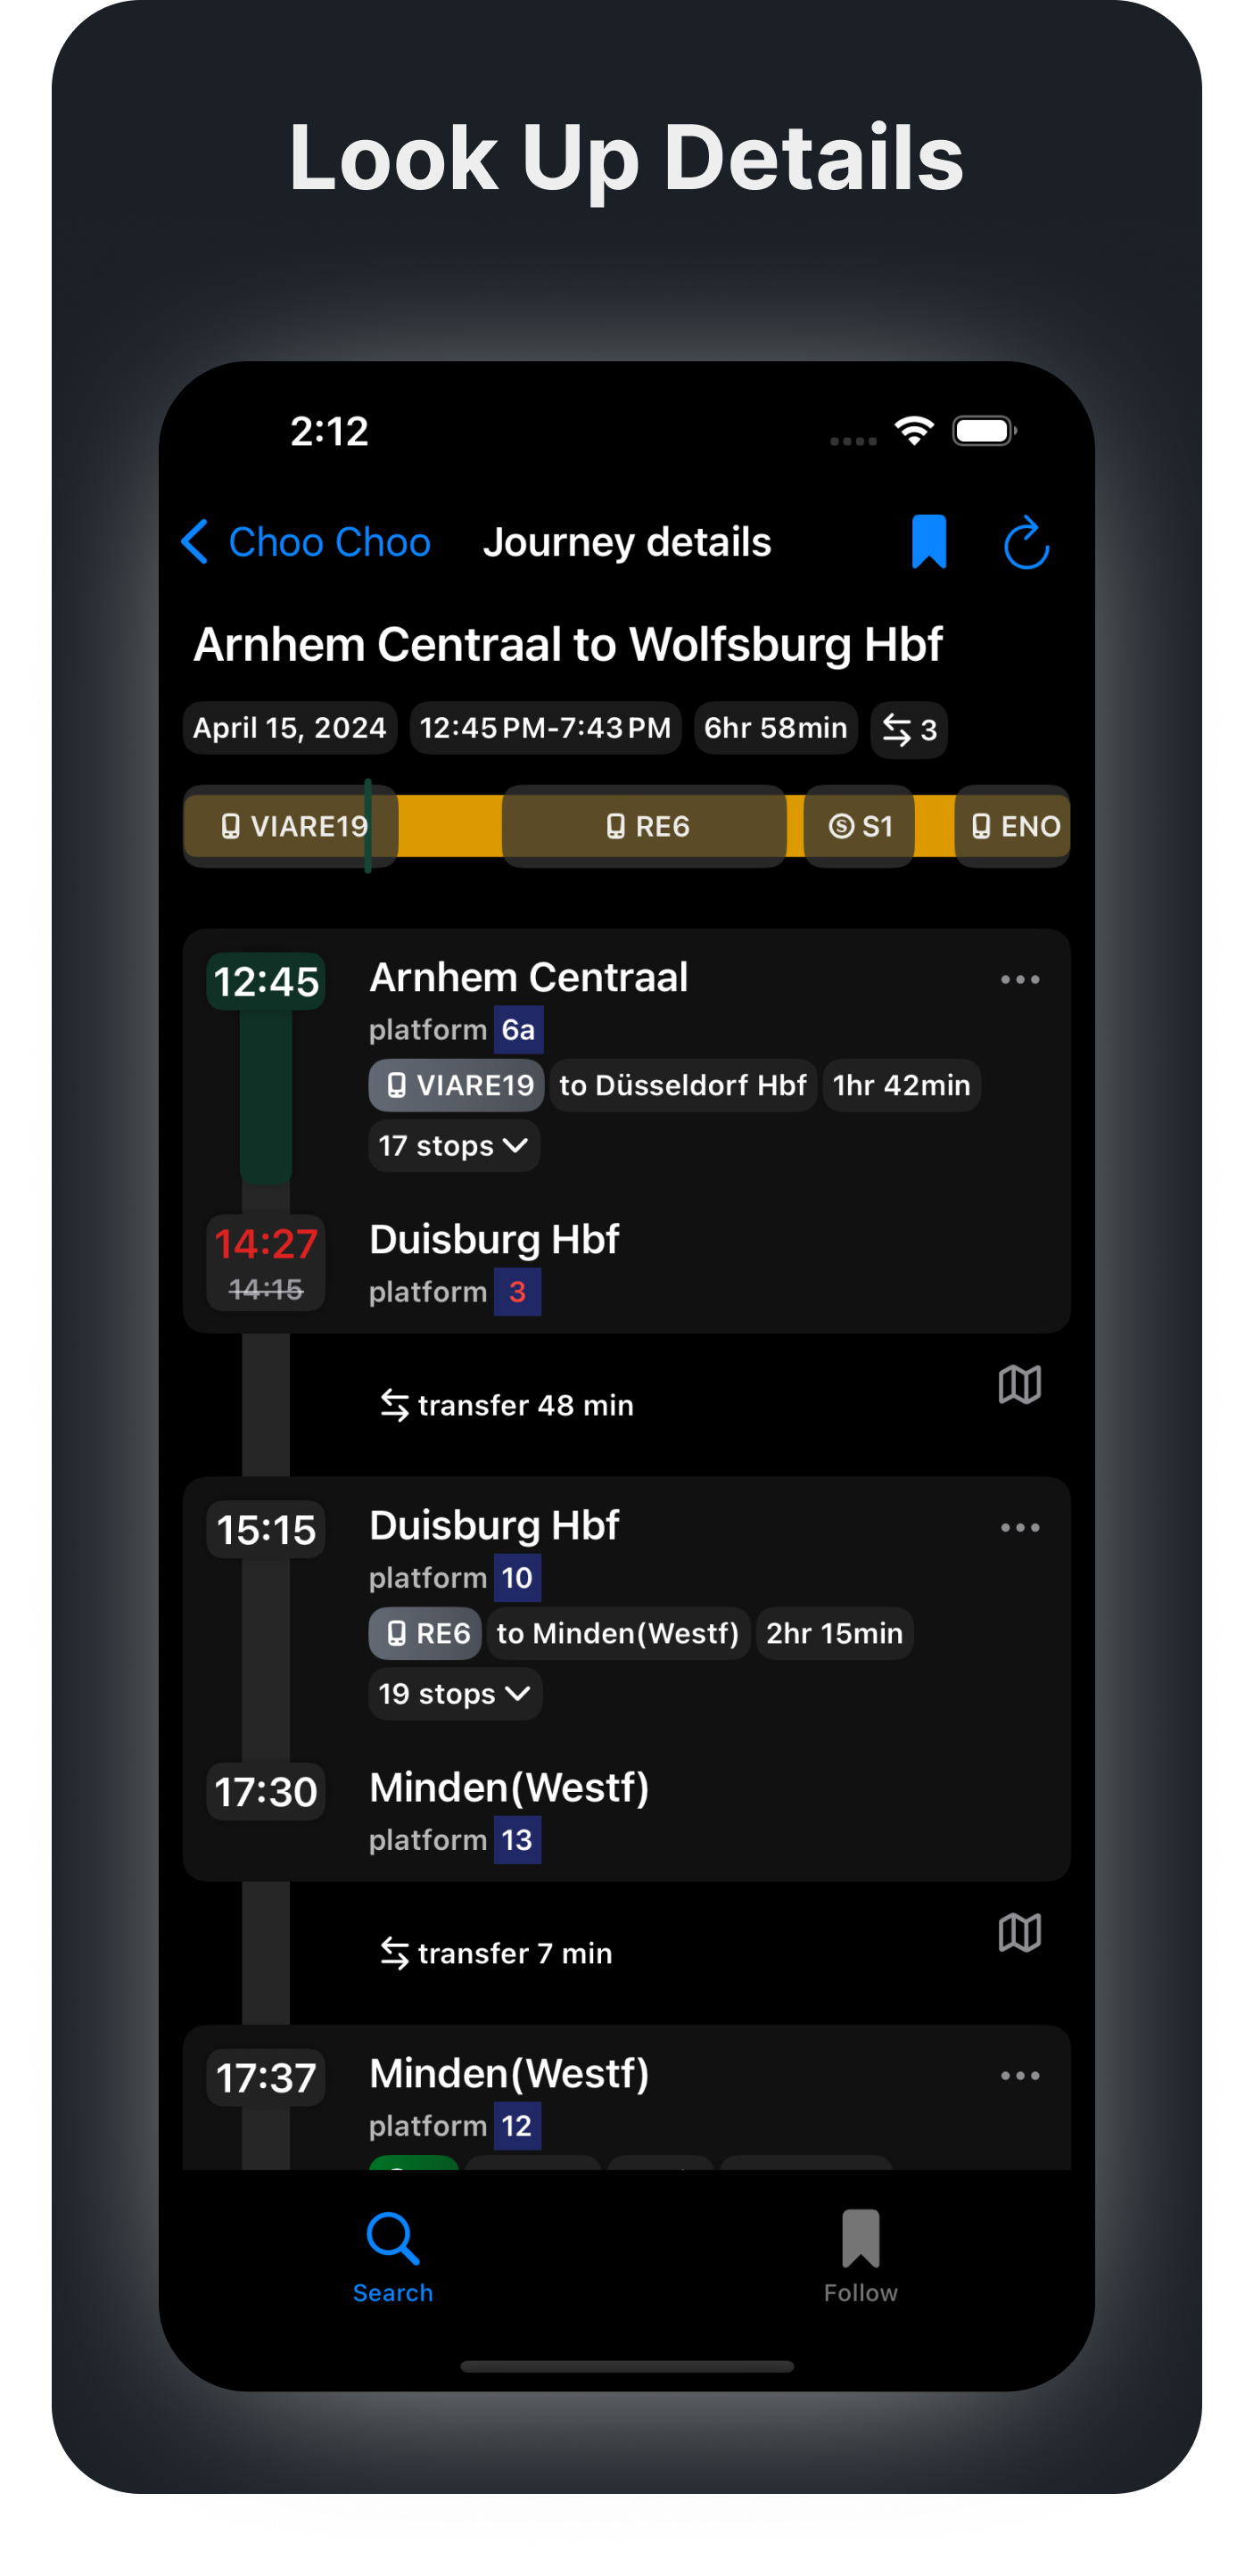 Look Up Details
2:12
Choo Choo Journey details
Arnhem Centraal to Wolfsburg Hbf
April 15, 2024 12:45 PM-7:43 PM 6hr 58min 3
VIARE19 RE6 S1 ENO
12:45 Arnhem Centraal
platform 6a
VIARE19 to Düsseldorf Hbf 1hr 42min
17 stops
14:27 Duisburg Hbf
14:15 platform 3
transfer 48 min
15:15 Duisburg Hbf
platform 10
RE6 to Minden(Westf) 2hr 15min
19 stops
17:30 Minden(Westf)
platform 13
transfer 7 min
17:37 Minden(Westf)
platform 12
Search Follow